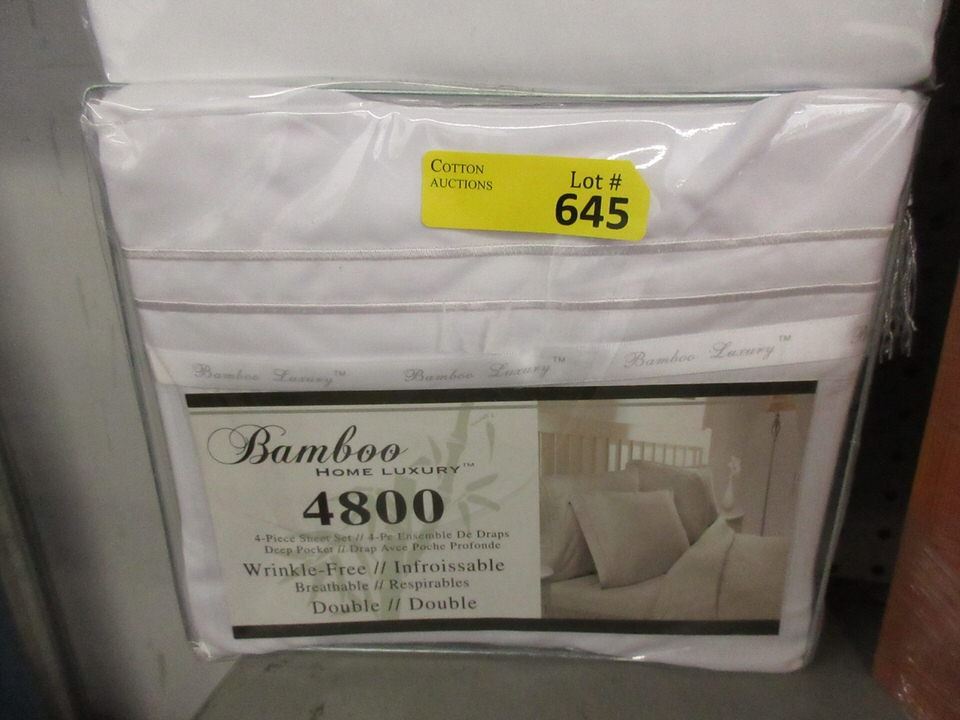 COTTON
AUCTIONS
Lot #
645
Bamboo Luxury™
Bamboo Luxury™
Bamboo Luxury™
Bamboo
HOME LUXURY™
4800
4-Piece Sheet Set // 4-Pc Ensemble De Draps
Deep Pocket // Drap Avec Poche Profonde
Wrinkle-Free // Infroissable
Breathable // Respirables
Double // Double